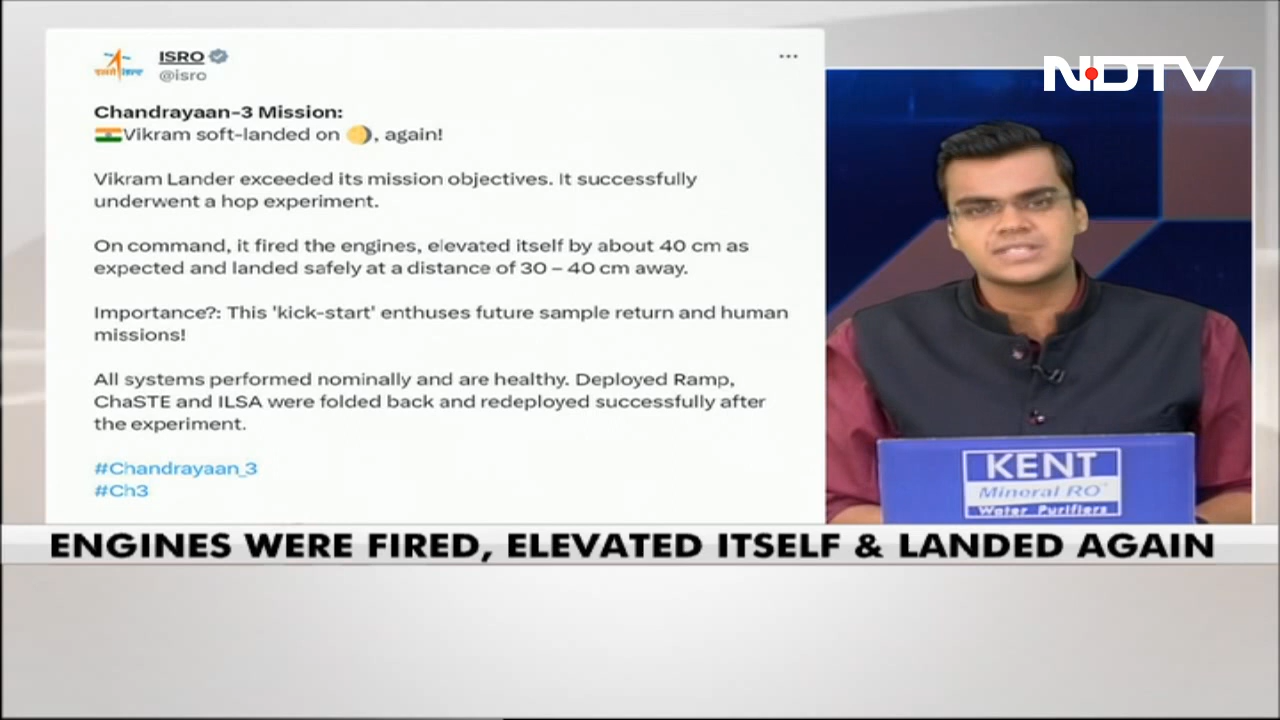 ISRO
@isro
Chandrayaan-3 Mission:
Vikram soft-landed on 🌖, again!
Vikram Lander exceeded its mission objectives. It successfully
underwent a hop experiment.
On command, it fired the engines, elevated itself by about 40 cm as
expected and landed safely at a distance of 30 – 40 cm away.
Importance?: This 'kick-start' enthuses future sample return and human
missions!
All systems performed nominally and are healthy. Deployed Ramp,
ChaSTE and ILSA were folded back and redeployed successfully after
the experiment.
#Chandrayaan_3
#Ch3
NDTV
KENT
Mineral RO
Water Purifiers
ENGINES WERE FIRED, ELEVATED ITSELF & LANDED AGAIN